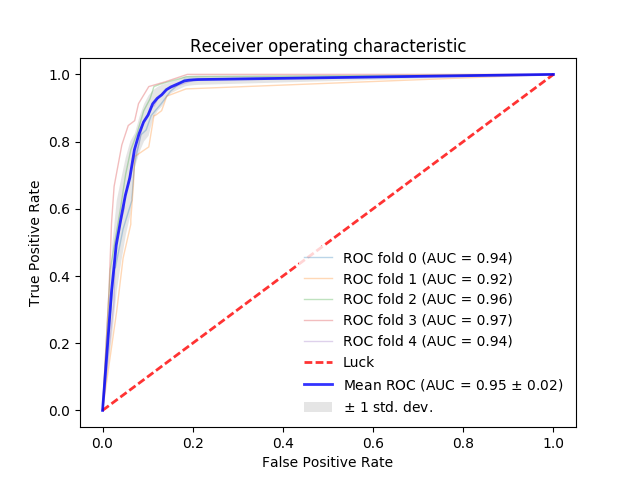 Receiver operating characteristic
True Positive Rate
1.0
0.8
0.6
0.4
0.2
0.0
ROC fold 0 (AUC = 0.94)
ROC fold 1 (AUC = 0.92)
ROC fold 2 (AUC = 0.96)
ROC fold 3 (AUC = 0.97)
ROC fold 4 (AUC = 0.94)
Luck
Mean ROC (AUC = 0.95 ± 0.02)
± 1 std. dev.
0.0 0.2 0.4 0.6 0.8 1.0
False Positive Rate